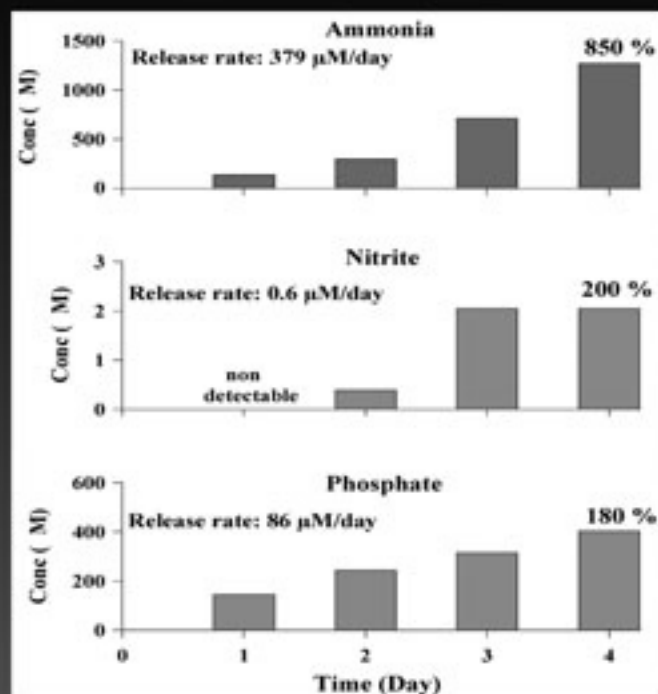 Ammonia
Release rate: 379 µM/day
850 %
1500
1000
500
0
Conc ( M)
Nitrite
Release rate: 0.6 µM/day
200 %
3
2
1
0
Conc ( M)
non
detectable
Phosphate
Release rate: 86 µM/day
180 %
600
400
200
0
Conc ( M)
0 1 2 3 4
Time (Day)